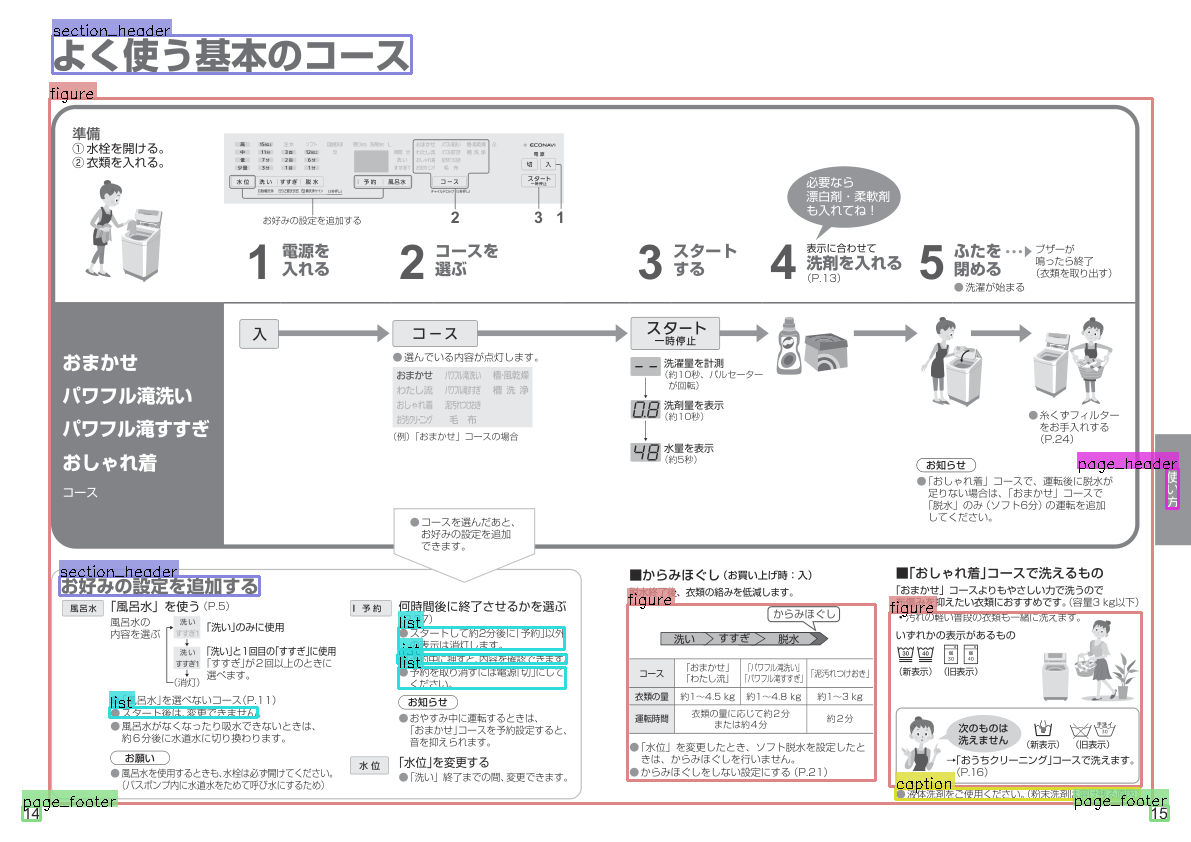 section_header
よく使う基本のコース
figure
準備
① 水栓を開ける。
② 衣類を入れる。
ECONAVI
電源
切 入
スタート
一時停止
水位 洗い すすぎ 脱水 予約 風呂水 コース
お好みの設定を追加する
2
3 1
必要なら
漂白剤・柔軟剤
も入れてね！
1 電源を
入れる
2 コースを
選ぶ
3 スタート
する
4 表示に合わせて
洗剤を入れる
(P.13)
5 ふたを
閉める
●洗濯が始まる
ブザーが
鳴ったら終了
（衣類を取り出す）
おまかせ
パワフル滝洗い
パワフル滝すすぎ
おしゃれ着
コース
入
コース
●選んでいる内容が点灯します。
おまかせ パワフル滝洗い 槽・風乾燥
わたし流 パワフル滝すすぎ 槽洗浄
おしゃれ着 泥汚れつけおき
おうちクリーニング 毛布
（例）「おまかせ」コースの場合
スタート
一時停止
洗濯量を計測
（約10秒、パルセーター
が回転）
0.8 洗剤量を表示
（約10秒）
48 水量を表示
（約5秒）
●糸くずフィルター
をお手入れする
(P.24)
お知らせ
●「おしゃれ着」コースで、運転後に脱水が
足りない場合は、「おまかせ」コースで
「脱水」のみ（ソフト6分）の運転を追加
してください。
page_header
使い方
●コースを選んだあと、
お好みの設定を追加
できます。
section_header
お好みの設定を追加する
風呂水 「風呂水」を使う(P.5)
風呂水の
内容を選ぶ
洗い
すすぎ1
「洗い」のみに使用
洗い
すすぎ1
「洗い」と1回目の「すすぎ」に使用
「すすぎ」が2回以上のときに
選べます。
(消灯)
list
呂水」を選べないコース(P.11)
●スタート後は、変更できません。
●風呂水がなくなったり吸水できないときは、
約6分後に水道水に切り換わります。
お願い
●風呂水を使用するときも、水栓は必ず開けてください。
（バスポンプ内に水道水をためて呼び水にするため）
予約 何時間後に終了させるかを選ぶ
list
●スタートして約2分後に「予約」以外
表示は消灯します。
list
中に押すと、内容を確認できます
●予約を取り消すには電源「切」にして
ください。
お知らせ
●おやすみ中に運転するときは、
「おまかせ」コースを予約設定すると、
音を抑えられます。
水位 「水位」を変更する
●「洗い」終了までの間、変更できます。
■からみほぐし（お買い上げ時：入）
後、衣類の絡みを低減します。
figure
からみほぐし
洗い すすぎ 脱水
コース 「おまかせ」「わたし流」 「パワフル滝洗い」「パワフル滝すすぎ」 「泥汚れつけおき」
衣類の量 約1～4.5 kg 約1～4.8 kg 約1～3 kg
運転時間 衣類の量に応じて約2分または約4分 約2分
●「水位」を変更したとき、ソフト脱水を設定したと
きは、からみほぐしを行いません。
●からみほぐしをしない設定にする(P.21)
■「おしゃれ着」コースで洗えるもの
「おまかせ」コースよりもやさしい力で洗うので
を抑えたい衣類におすすめです。（容量3 kg以下）
figure
れの軽い普段の衣類も一緒に洗えます。
いずれかの表示があるもの
(新表示) (旧表示)
次のものは
洗えません
(新表示) (旧表示)
→「おうちクリーニング」コースで洗えます。
(P.16)
caption
●液体洗剤をご使用ください。（粉末洗剤は
page_footer
14
page_footer
15